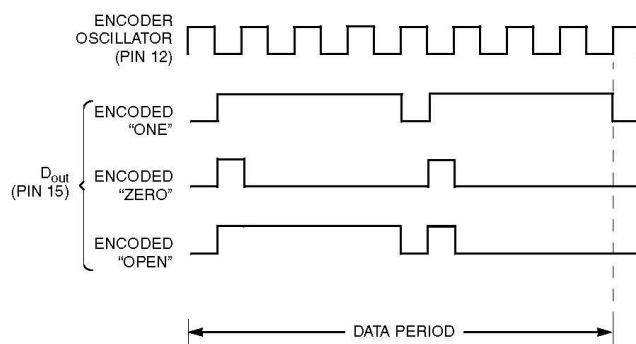 ENCODER
OSCILLATOR
(PIN 12)
ENCODED
“ONE”
Dout
(PIN 15)
ENCODED
“ZERO”
ENCODED
“OPEN”
DATA PERIOD